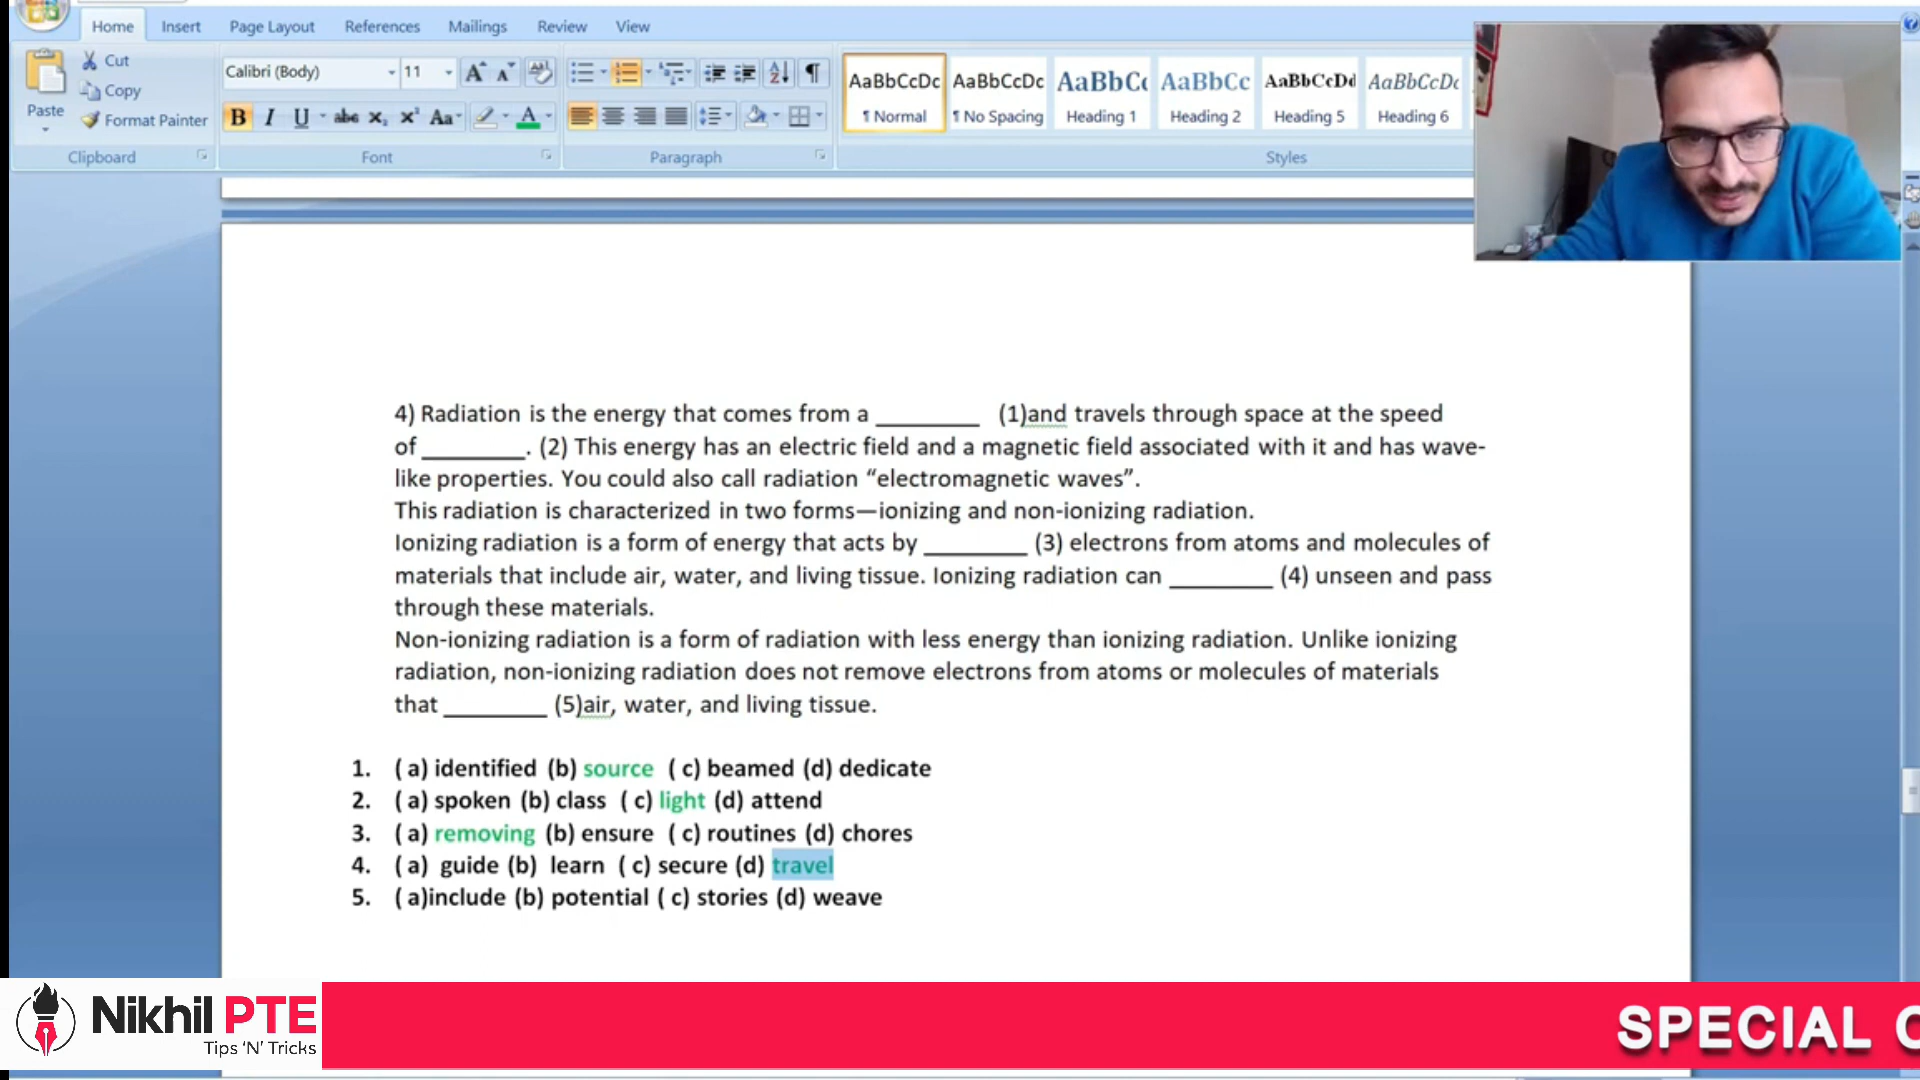 Home Insert Page Layout References Mailings Review View
Cut
Copy
Format Painter
Paste
Calibri (Body) 11
B I U abc x₂ x² Aa A
AaBbCcDc AaBbCcDc AaBbC AaBbCc AaBbCcDd AaBbCcDc
¶ Normal ¶ No Spacing Heading 1 Heading 2 Heading 5 Heading 6
Clipboard Font Paragraph Styles
4) Radiation is the energy that comes from a ________ (1)and travels through space at the speed
of ________. (2) This energy has an electric field and a magnetic field associated with it and has wave-
like properties. You could also call radiation “electromagnetic waves”.
This radiation is characterized in two forms—ionizing and non-ionizing radiation.
Ionizing radiation is a form of energy that acts by ________ (3) electrons from atoms and molecules of
materials that include air, water, and living tissue. Ionizing radiation can ________ (4) unseen and pass
through these materials.
Non-ionizing radiation is a form of radiation with less energy than ionizing radiation. Unlike ionizing
radiation, non-ionizing radiation does not remove electrons from atoms or molecules of materials
that ________ (5)air, water, and living tissue.
1. ( a) identified (b) source ( c) beamed (d) dedicate
2. ( a) spoken (b) class ( c) light (d) attend
3. ( a) removing (b) ensure ( c) routines (d) chores
4. ( a) guide (b) learn ( c) secure (d) travel
5. ( a)include (b) potential ( c) stories (d) weave
Nikhil PTE
Tips ‘N’ Tricks
SPECIAL